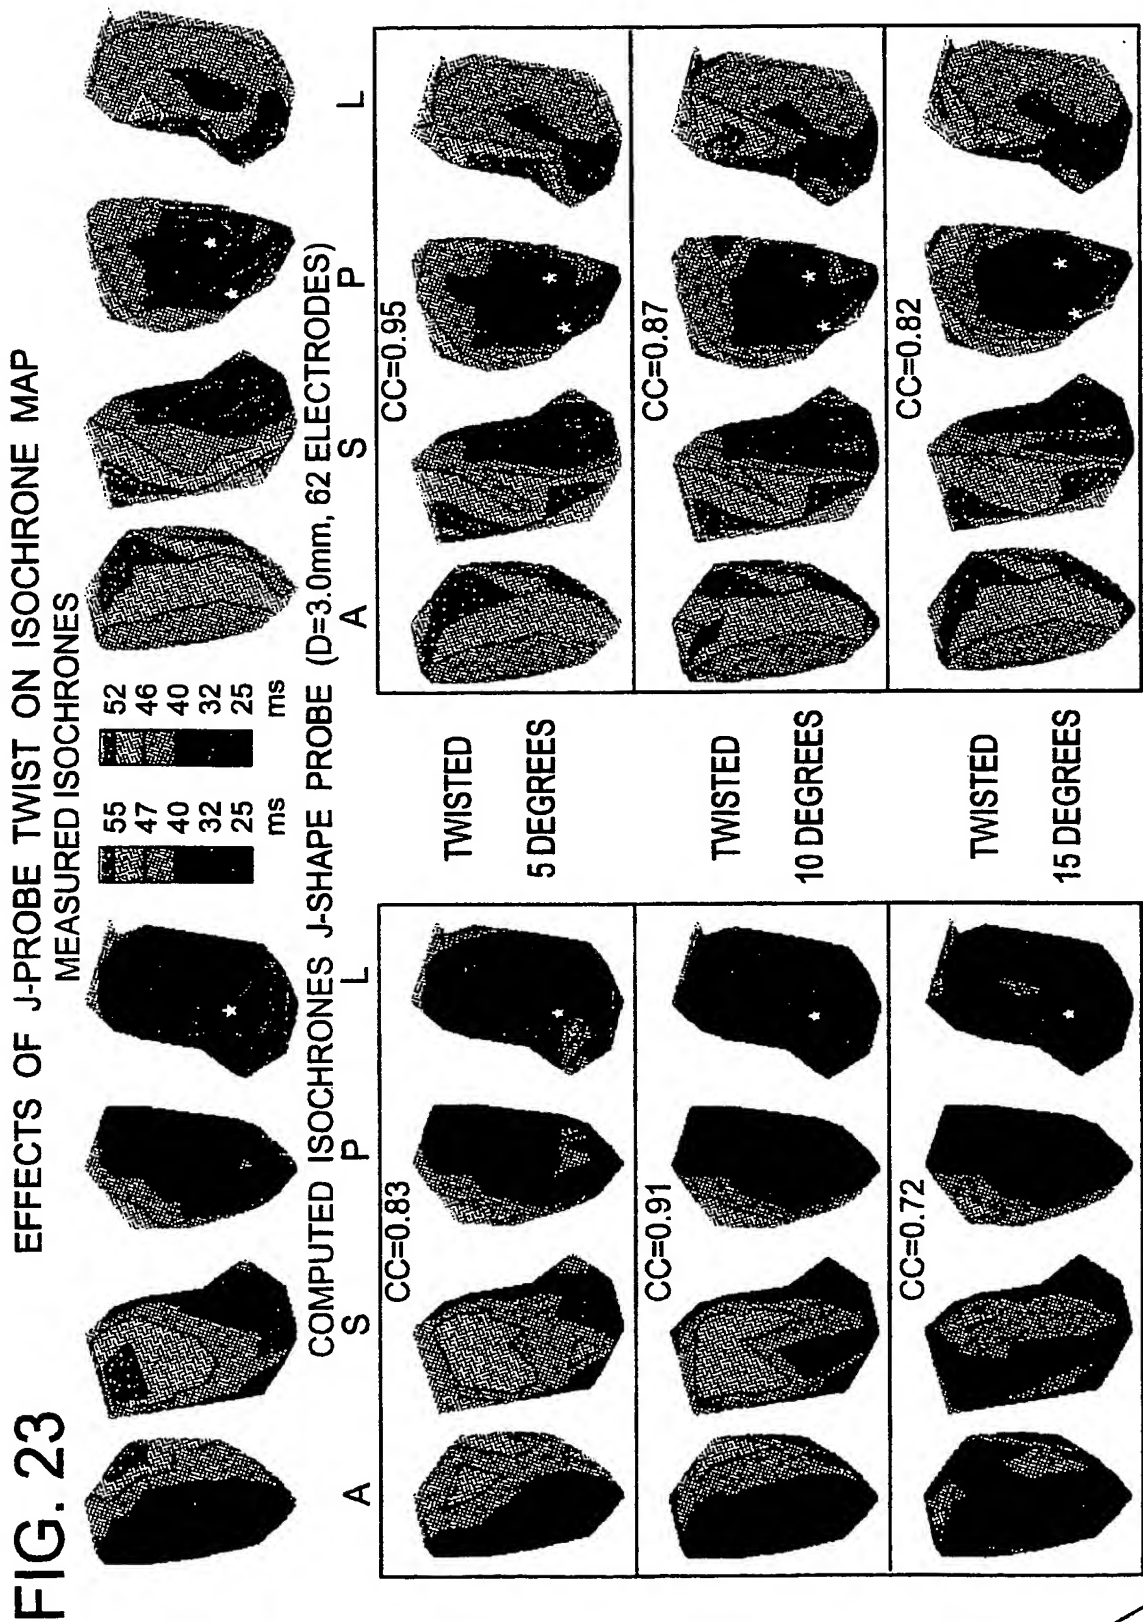 FIG. 23
EFFECTS OF J-PROBE TWIST ON ISOCHRONE MAP
MEASURED ISOCHRONES
55
47
40
32
25
ms
52
46
40
32
25
ms
COMPUTED ISOCHRONES J-SHAPE PROBE (D=3.0mm, 62 ELECTRODES)
A S P L A S P L
CC=0.83
TWISTED
5 DEGREES
CC=0.95
CC=0.91
TWISTED
10 DEGREES
CC=0.87
CC=0.72
TWISTED
15 DEGREES
CC=0.82